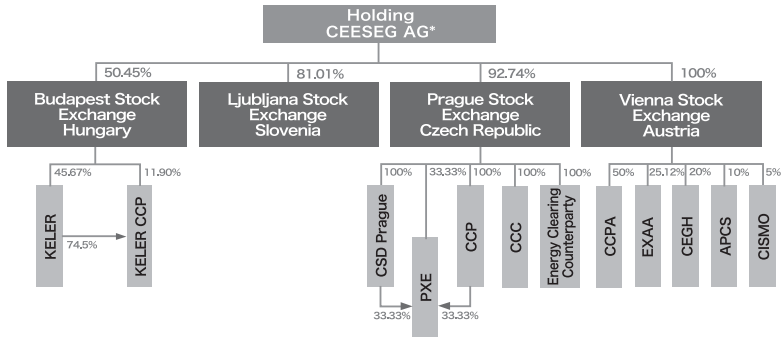 Holding
CEESEG AG*
50.45%
81.01%
92.74%
100%
Budapest Stock
Exchange
Hungary
Ljubljana Stock
Exchange
Slovenia
Prague Stock
Exchange
Czech Republic
Vienna Stock
Exchange
Austria
45.67%
11.90%
100%
33,33%
100%
100%
100%
50%
25.12%
20%
10%
5%
KELER
74,5%
KELER CCP
CSD Prague
PXE
CCP
CCC
Energy Clearing
Counterparty
CCPA
EXAA
CEGH
APCS
CISMO
33.33%
33.33%